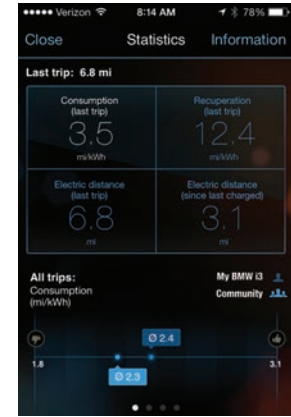 Verizon 8:14 AM 78%
Close Statistics Information
Last trip: 6.8 mi
Consumption Recuperation
(last trip) (last trip)
3.5 12.4
mi/kWh mi/kWh
Electric distance Electric distance
(last trip) (since last charged)
6.8 3.1
mi mi
All trips: My BMW i3
Consumption Community
(mi/kWh)
Ø 2.4
1.8 3.1
Ø 2.3